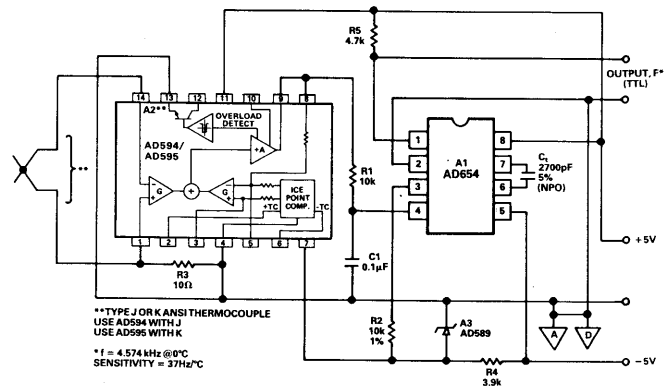 R5
4.7k
OUTPUT, F*
(TTL)
14
13
12
11
10
9
8
A2**
OVERLOAD
DETECT
AD594/
AD595
+A
G
÷
G
ICE
POINT
COMP.
+TC
-TC
1
2
3
4
5
6
7
**
R3
10Ω
R1
10k
C1
0.1μF
A1
AD654
1
2
3
4
8
7
6
5
Ct
2700pF
5%
(NPO)
+5V
R2
10k
1%
A3
AD589
A
D
R4
3.9k
-5V
**TYPE J OR K ANSI THERMOCOUPLE
USE AD594 WITH J
USE AD595 WITH K
*f = 4.574 kHz @0°C
SENSITIVITY = 37Hz/°C